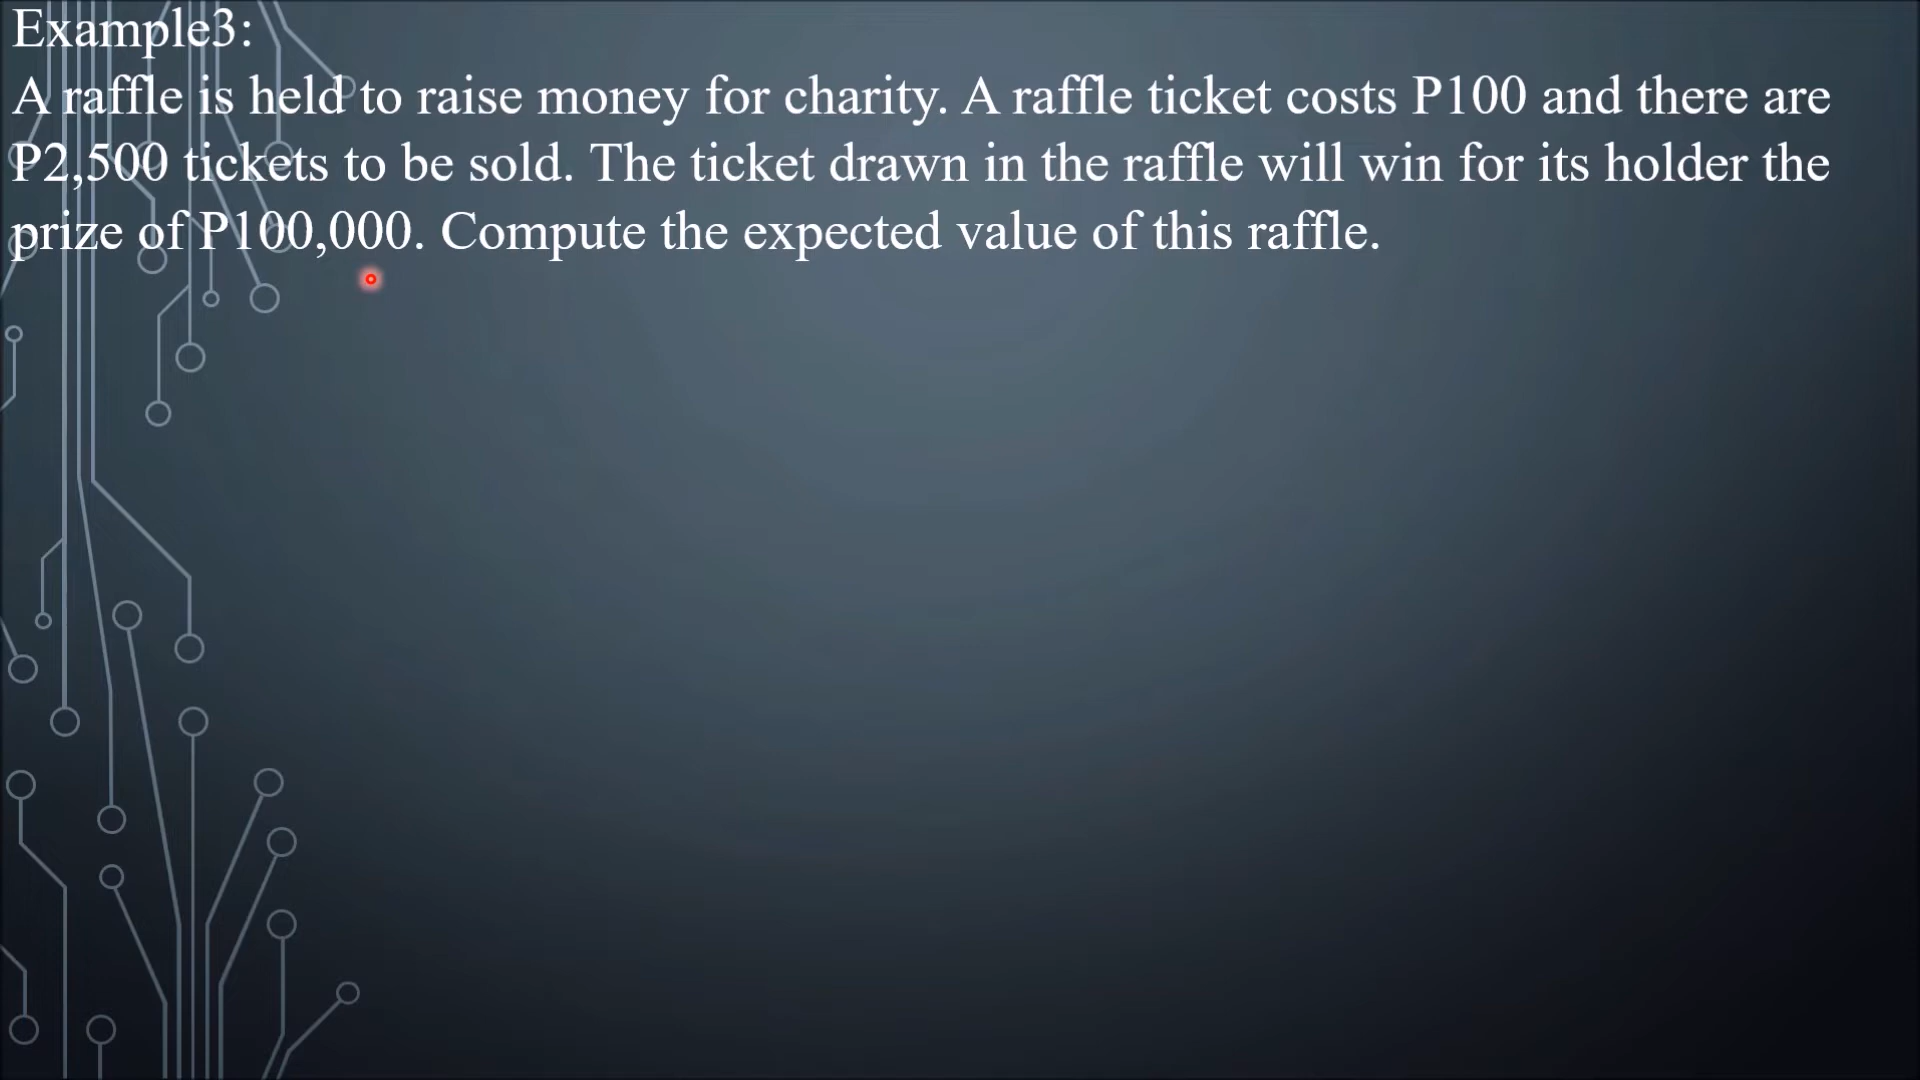 Example3:
A raffle is held to raise money for charity. A raffle ticket costs P100 and there are
P2,500 tickets to be sold. The ticket drawn in the raffle will win for its holder the
prize of P100,000. Compute the expected value of this raffle.